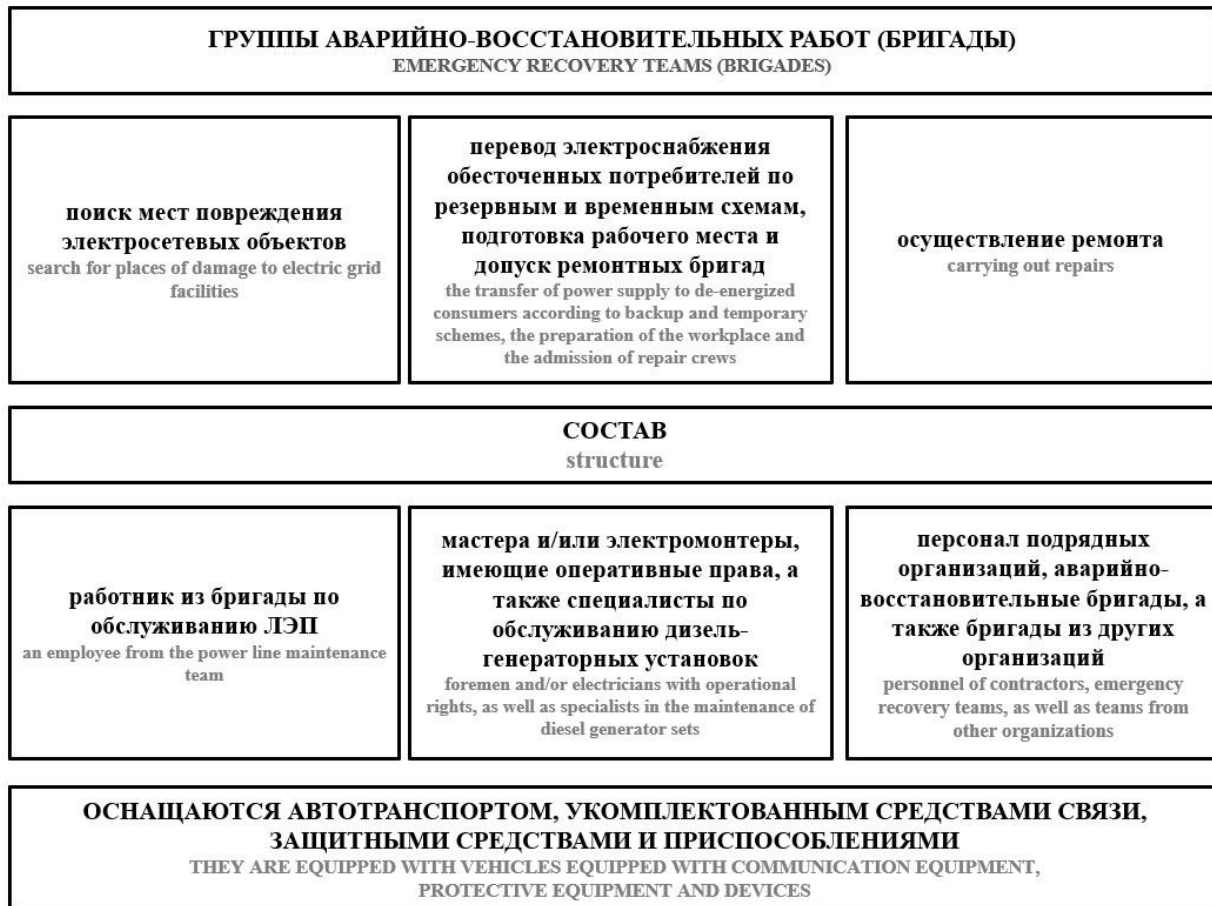 ГРУППЫ АВАРИЙНО-ВОССТАНОВИТЕЛЬНЫХ РАБОТ (БРИГАДЫ)
EMERGENCY RECOVERY TEAMS (BRIGADES)
поиск мест повреждения
электросетевых объектов
search for places of damage to electric grid
facilities
перевод электроснабжения
обесточенных потребителей по
резервным и временным схемам,
подготовка рабочего места и
допуск ремонтных бригад
the transfer of power supply to de-energized
consumers according to backup and temporary
schemes, the preparation of the workplace and
the admission of repair crews
осуществление ремонта
carrying out repairs
СОСТАВ
structure
работник из бригады по
обслуживанию ЛЭП
an employee from the power line maintenance
team
мастера и/или электромонтеры,
имеющие оперативные права, а
также специалисты по
обслуживанию дизель-
генераторных установок
foremen and/or electricians with operational
rights, as well as specialists in the maintenance of
diesel generator sets
персонал подрядных
организаций, аварийно-
восстановительные бригады, а
также бригады из других
организаций
personnel of contractors, emergency
recovery teams, as well as teams from
other organizations
ОСНАЩАЮТСЯ АВТОТРАНСПОРТОМ, УКОМПЛЕКТОВАННЫМ СРЕДСТВАМИ СВЯЗИ,
ЗАЩИТНЫМИ СРЕДСТВАМИ И ПРИСПОСОБЛЕНИЯМИ
THEY ARE EQUIPPED WITH VEHICLES EQUIPPED WITH COMMUNICATION EQUIPMENT,
PROTECTIVE EQUIPMENT AND DEVICES